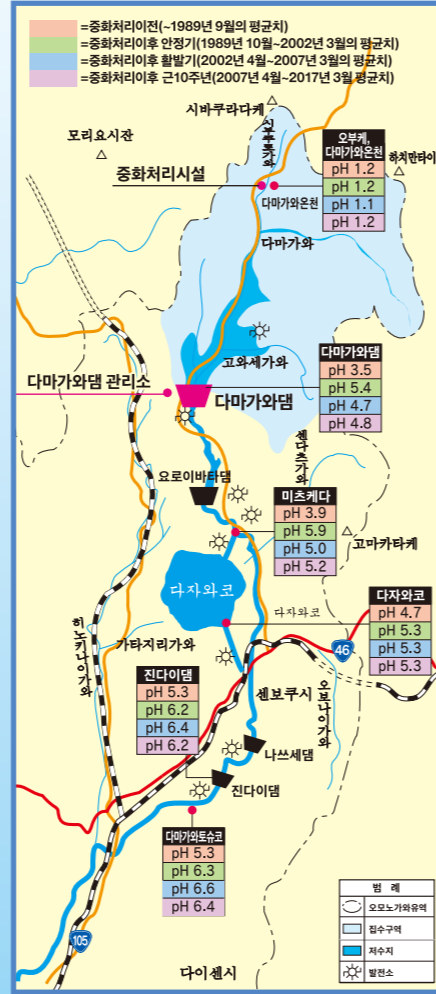 =중화처리이전(~1989년 9월의 평균치)
=중화처리이후 안정기(1989년 10월~2002년 3월의 평균치)
=중화처리이후 활발기(2002년 4월~2007년 3월의 평균치)
=중화처리이후 근10주년(2007년 4월~2017년 3월 평균치)
시바쿠라다케
모리요시잔
오부케,
다마가와온천
pH 1.2
pH 1.2
pH 1.1
pH 1.2
하치만타이
중화처리시설
다마가와온천
다마가와
고와세가와
다마가와댐
pH 3.5
pH 5.4
pH 4.7
pH 4.8
다마가와댐 관리소
다마가와댐
센다츠가와
요로이바타댐
미츠케다
pH 3.9
pH 5.9
pH 5.0
pH 5.2
고마카타케
다자와코
다자와코
다자와코
pH 4.7
pH 5.3
pH 5.3
pH 5.3
46
히노키나이가와
가타지리가와
진다이댐
pH 5.3
pH 6.2
pH 6.4
pH 6.2
센보쿠시
오보나이가와
나쓰세댐
진다이댐
다마가와토슈코
pH 5.3
pH 6.3
pH 6.6
pH 6.4
105
다이센시
범 례
오모노가와유역
집수구역
저수지
발전소